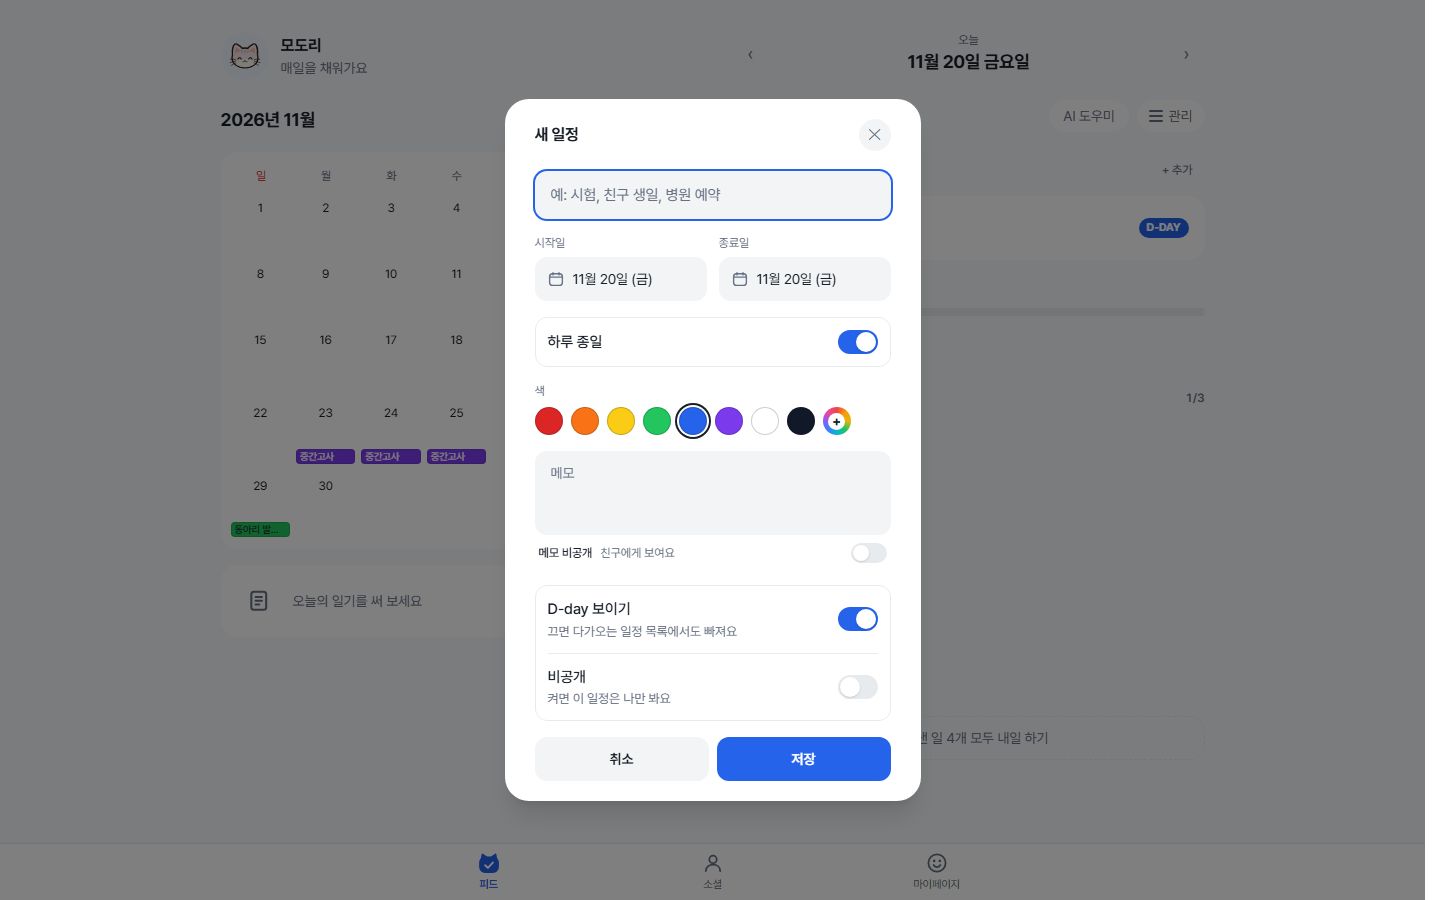 모도리
매일을 채워가요
오늘
11월 20일 금요일
2026년 11월
AI 도우미
관리
+ 추가
D-DAY
일 월 화 수
1 2 3 4
8 9 10 11
15 16 17 18
22 23 24 25
중간고사 중간고사 중간고사
29 30
동아리 발...
오늘의 일기를 써 보세요
1/3
일 4개 모두 내일 하기
새 일정
예: 시험, 친구 생일, 병원 예약
시작일 종료일
11월 20일 (금) 11월 20일 (금)
하루 종일
색
메모
메모 비공개 친구에게 보여요
D-day 보이기
끄면 다가오는 일정 목록에서도 빠져요
비공개
켜면 이 일정은 나만 봐요
취소 저장
피드 소셜 마이페이지